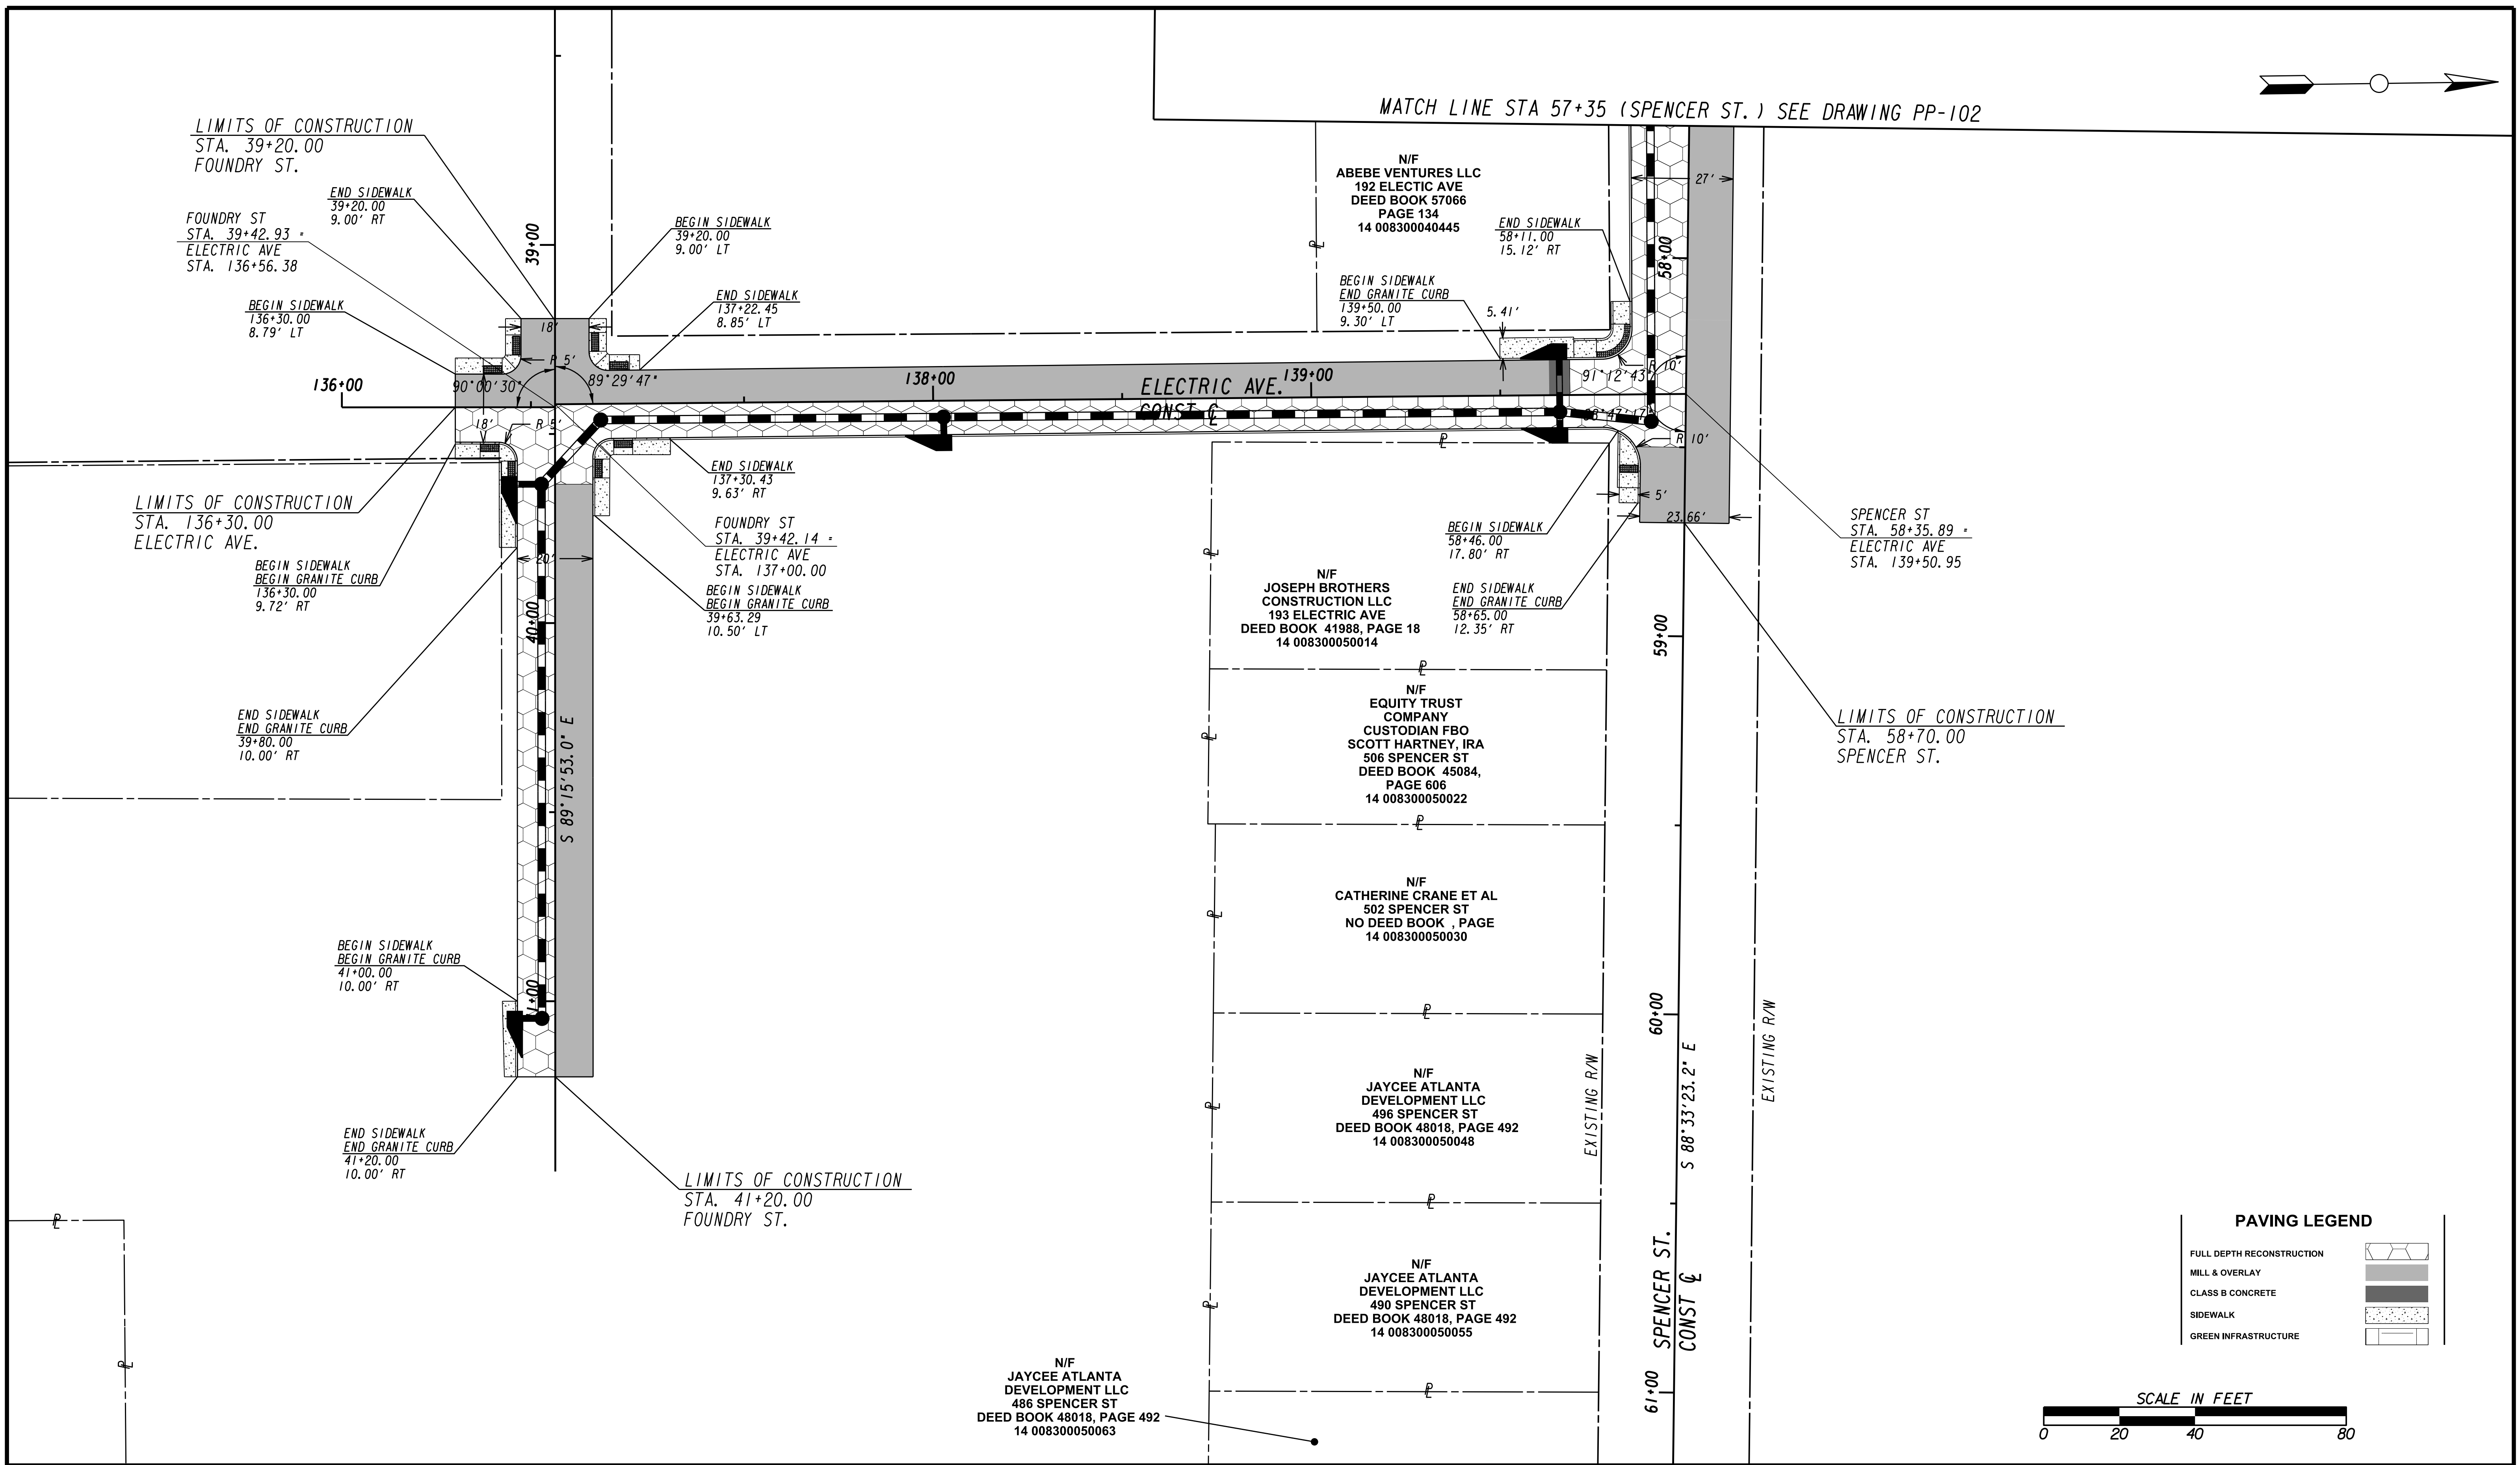 MATCH LINE STA 57+35 (SPENCER ST.) SEE DRAWING PP-102
LIMITS OF CONSTRUCTION
STA. 39+20.00
FOUNDRY ST.
END SIDEWALK
39+20.00
9.00' RT
FOUNDRY ST
STA. 39+42.93 =
ELECTRIC AVE
STA. 136+56.38
BEGIN SIDEWALK
136+30.00
8.79' LT
39+00
BEGIN SIDEWALK
39+20.00
9.00' LT
END SIDEWALK
137+22.45
8.85' LT
N/F
ABEBE VENTURES LLC
192 ELECTIC AVE
DEED BOOK 57066
PAGE 134
14 008300040445
END SIDEWALK
58+11.00
15.12' RT
BEGIN SIDEWALK
END GRANITE CURB
139+50.00
9.30' LT
5.41'
27'
58+00
18'
R 5'
136+00
90°00'30"
89°29'47"
138+00
139+00
ELECTRIC AVE.
CONST ℄
R 10'
91°12'43"
88°47'17"
R 10'
18'
R 5'
5'
23.66'
LIMITS OF CONSTRUCTION
STA. 136+30.00
ELECTRIC AVE.
BEGIN SIDEWALK
BEGIN GRANITE CURB
136+30.00
9.72' RT
END SIDEWALK
137+30.43
9.63' RT
FOUNDRY ST
STA. 39+42.14 =
ELECTRIC AVE
STA. 137+00.00
BEGIN SIDEWALK
BEGIN GRANITE CURB
39+63.29
10.50' LT
20'
40+00
BEGIN SIDEWALK
58+46.00
17.80' RT
END SIDEWALK
END GRANITE CURB
58+65.00
12.35' RT
SPENCER ST
STA. 58+35.89 =
ELECTRIC AVE
STA. 139+50.95
N/F
JOSEPH BROTHERS
CONSTRUCTION LLC
193 ELECTRIC AVE
DEED BOOK 41988, PAGE 18
14 008300050014
59+00
END SIDEWALK
END GRANITE CURB
39+80.00
10.00' RT
S 89°15'53.0" E
N/F
EQUITY TRUST
COMPANY
CUSTODIAN FBO
SCOTT HARTNEY, IRA
506 SPENCER ST
DEED BOOK 45084,
PAGE 606
14 008300050022
LIMITS OF CONSTRUCTION
STA. 58+70.00
SPENCER ST.
N/F
CATHERINE CRANE ET AL
502 SPENCER ST
NO DEED BOOK , PAGE
14 008300050030
BEGIN SIDEWALK
BEGIN GRANITE CURB
41+00.00
10.00' RT
41+00
60+00
EXISTING R/W
S 88°33'23.2" E
EXISTING R/W
N/F
JAYCEE ATLANTA
DEVELOPMENT LLC
496 SPENCER ST
DEED BOOK 48018, PAGE 492
14 008300050048
END SIDEWALK
END GRANITE CURB
41+20.00
10.00' RT
LIMITS OF CONSTRUCTION
STA. 41+20.00
FOUNDRY ST.
N/F
JAYCEE ATLANTA
DEVELOPMENT LLC
490 SPENCER ST
DEED BOOK 48018, PAGE 492
14 008300050055
SPENCER ST.
CONST ℄
61+00
N/F
JAYCEE ATLANTA
DEVELOPMENT LLC
486 SPENCER ST
DEED BOOK 48018, PAGE 492
14 008300050063
PAVING LEGEND
FULL DEPTH RECONSTRUCTION
MILL & OVERLAY
CLASS B CONCRETE
SIDEWALK
GREEN INFRASTRUCTURE
SCALE IN FEET
0 20 40 80